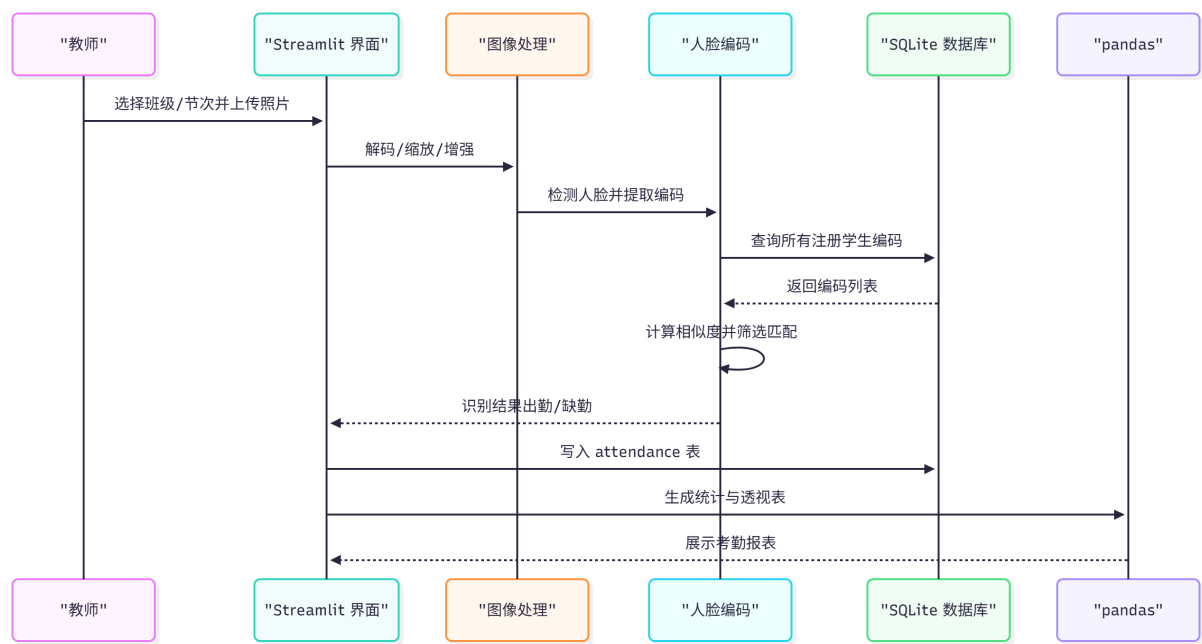 "教师"
"Streamlit 界面"
"图像处理"
"人脸编码"
"SQLite 数据库"
"pandas"
选择班级/节次并上传照片
解码/缩放/增强
检测人脸并提取编码
查询所有注册学生编码
返回编码列表
计算相似度并筛选匹配
识别结果出勤/缺勤
写入 attendance 表
生成统计与透视表
展示考勤报表
"教师"
"Streamlit 界面"
"图像处理"
"人脸编码"
"SQLite 数据库"
"pandas"